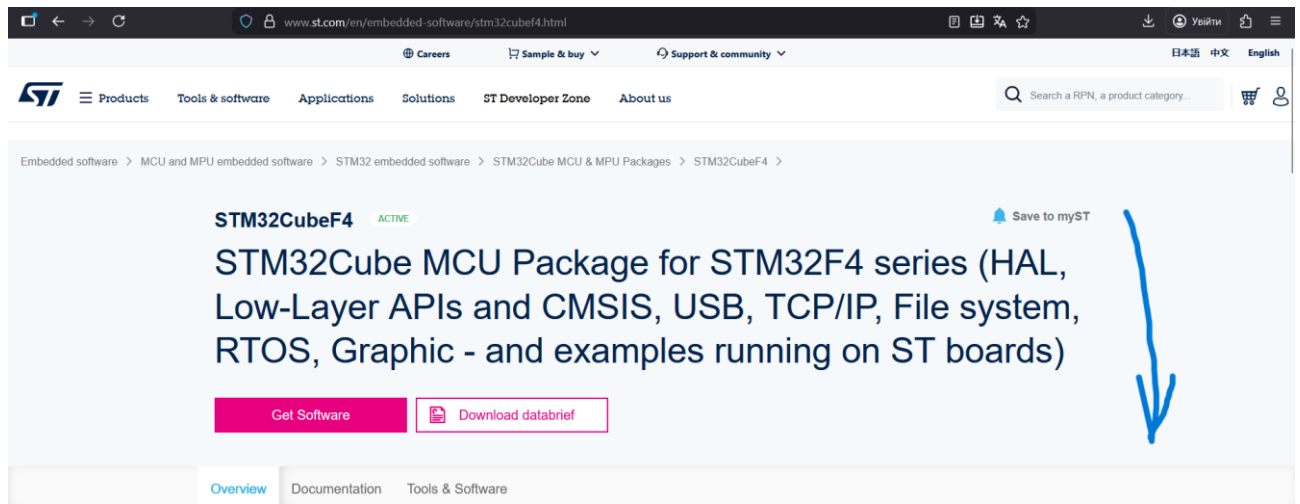 www.st.com/en/embedded-software/stm32cubef4.html
Увійти
Careers
Sample & buy
Support & community
日本語 中文 English
ST
Products Tools & software Applications Solutions ST Developer Zone About us
Search a RPN, a product category...
Embedded software > MCU and MPU embedded software > STM32 embedded software > STM32Cube MCU & MPU Packages > STM32CubeF4 >
STM32CubeF4 ACTIVE
Save to myST
STM32Cube MCU Package for STM32F4 series (HAL,
Low-Layer APIs and CMSIS, USB, TCP/IP, File system,
RTOS, Graphic - and examples running on ST boards)
Get Software
Download databrief
Overview Documentation Tools & Software